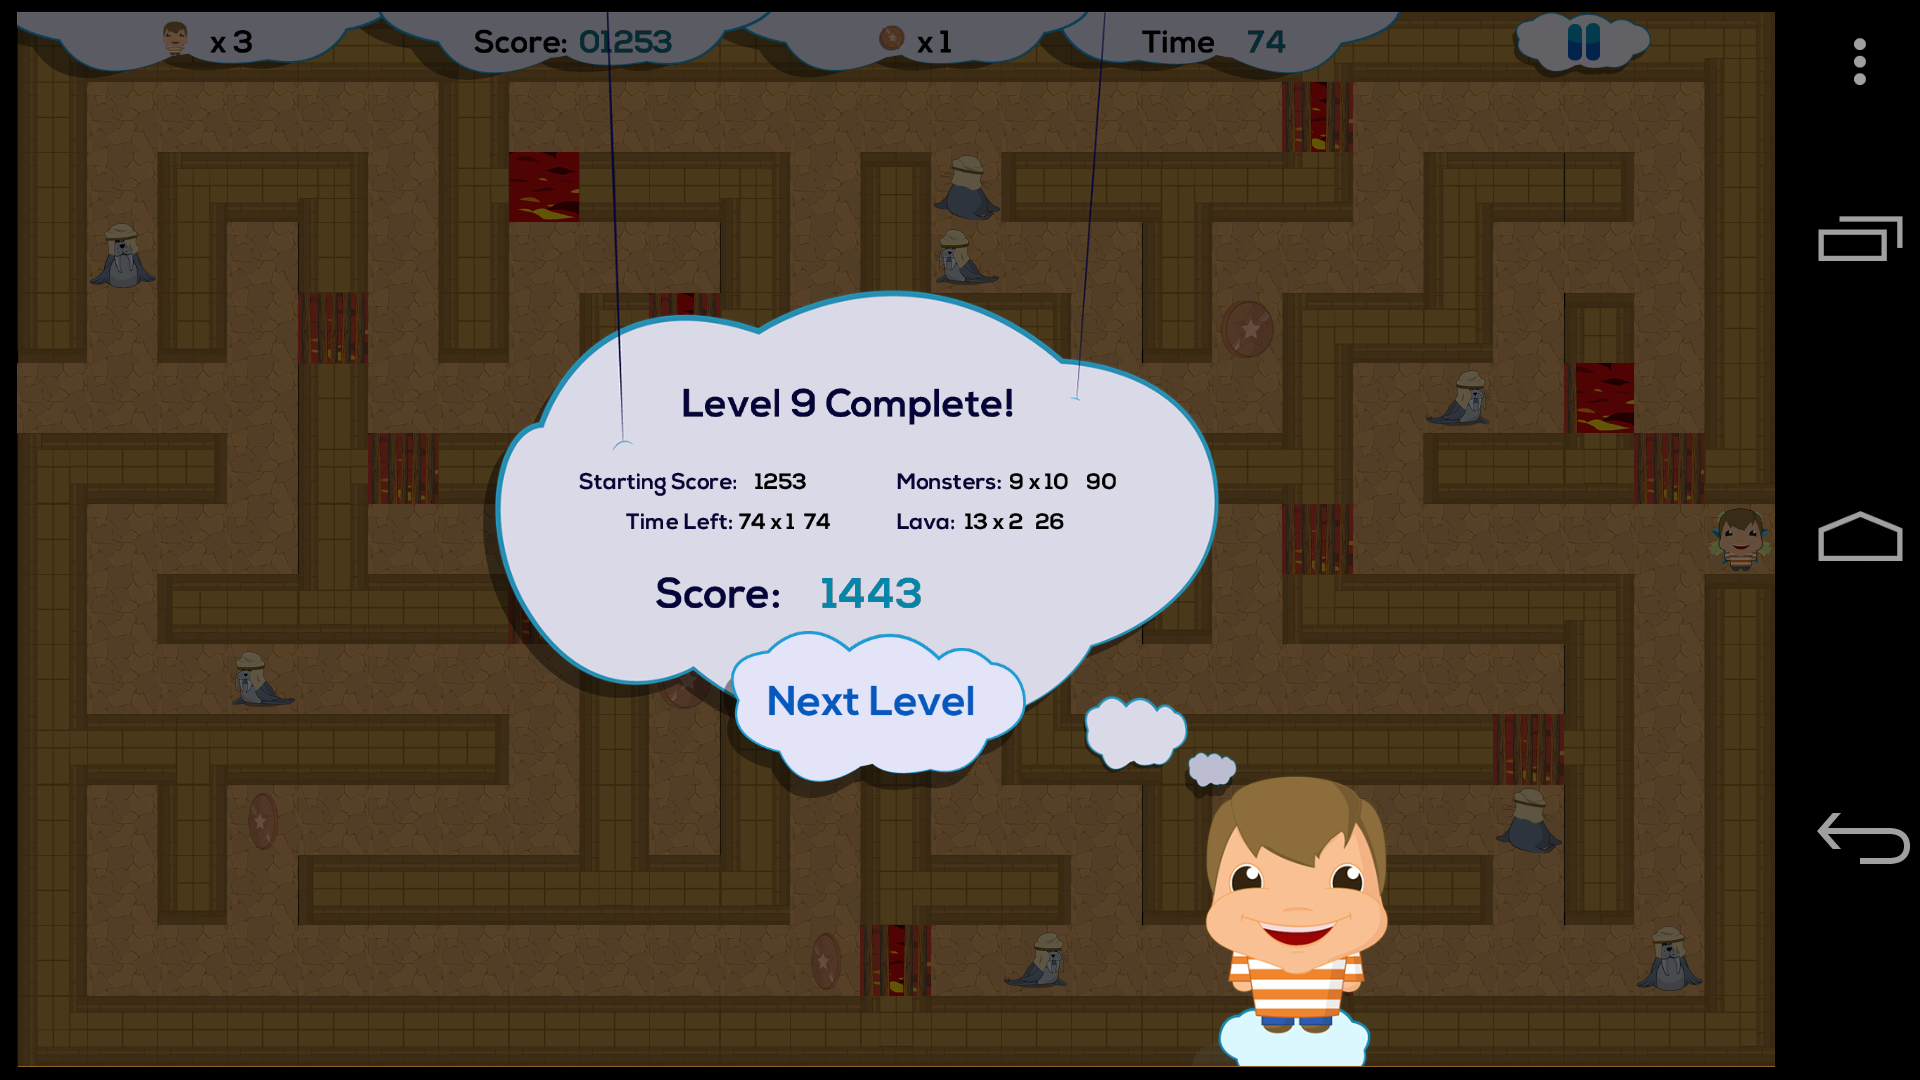 x 3 Score: 01253 x 1 Time 74
Level 9 Complete!
Starting Score: 1253 Monsters: 9 x 10 90
Time Left: 74 x 1 74 Lava: 13 x 2 26
Score: 1443
Next Level